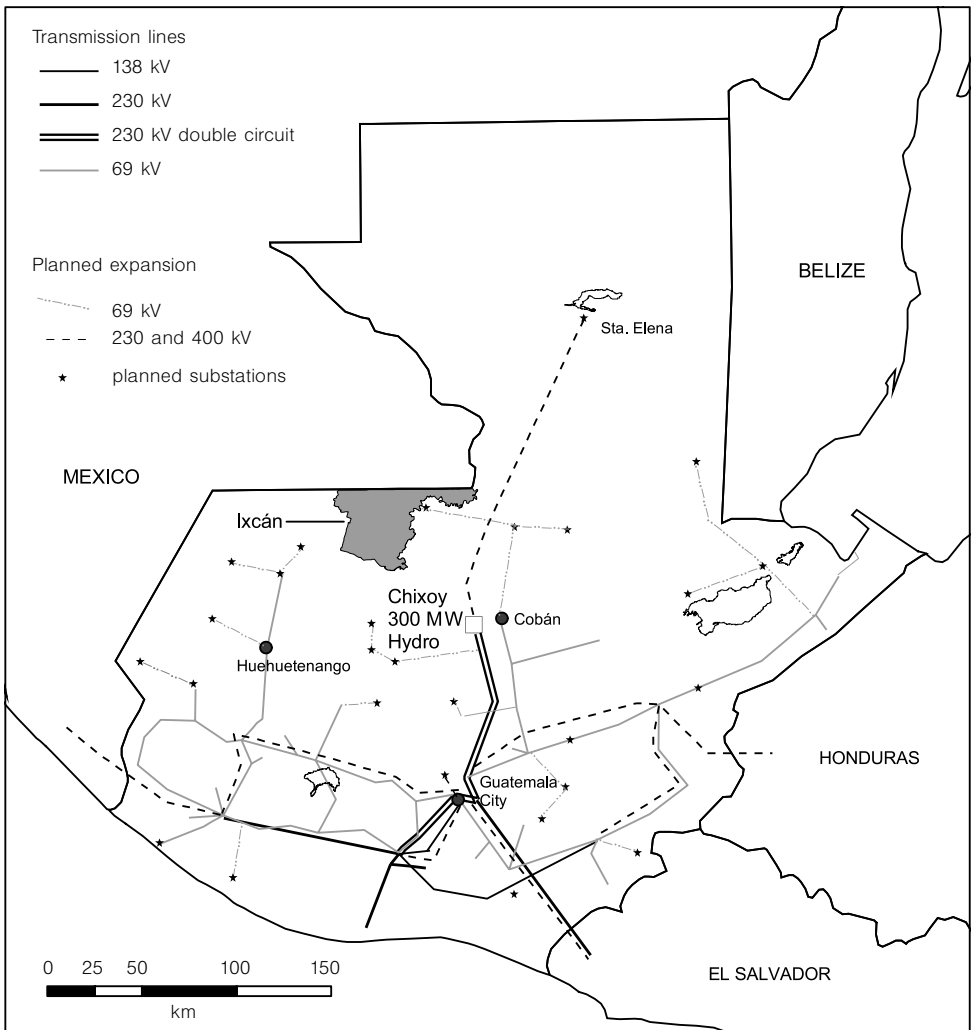 Transmission lines
138 kV
230 kV
230 kV double circuit
69 kV
Planned expansion
69 kV
230 and 400 kV
planned substations
BELIZE
Sta. Elena
MEXICO
Ixcán
Chixoy
300 MW
Hydro
Cobán
Huehuetenango
HONDURAS
Guatemala
City
EL SALVADOR
0 25 50 100 150
km